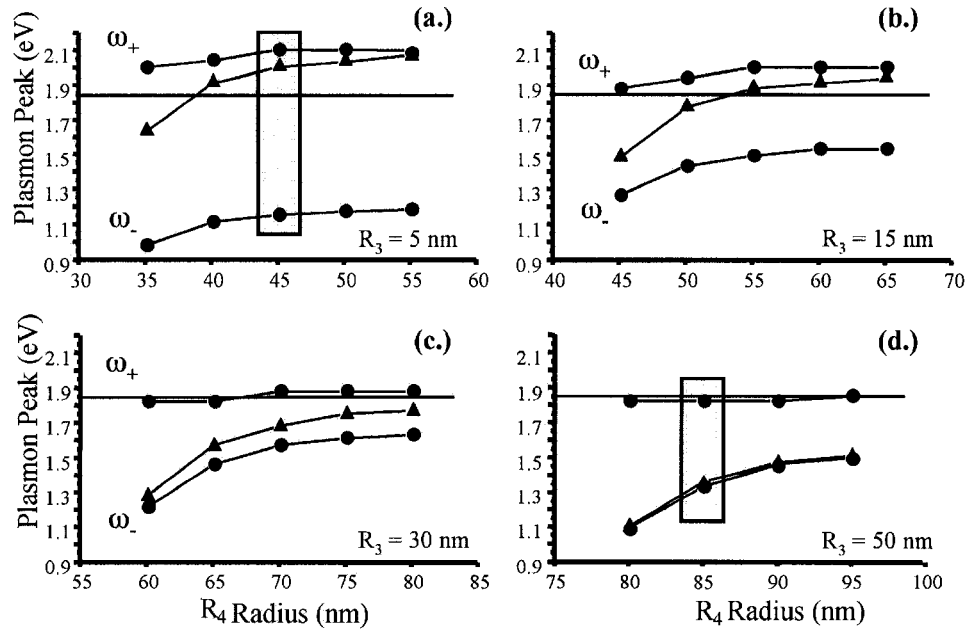 (a.)
(b.)
Plasmon Peak (eV)
2.1
1.9
1.7
1.5
1.3
1.1
0.9
ω+
ω-
R3 = 5 nm
30 35 40 45 50 55 60
2.1
1.9
1.7
1.5
1.3
1.1
0.9
ω+
ω-
R3 = 15 nm
40 45 50 55 60 65 70
(c.)
(d.)
Plasmon Peak (eV)
2.1
1.9
1.7
1.5
1.3
1.1
0.9
ω+
ω-
R3 = 30 nm
55 60 65 70 75 80 85
R4 Radius (nm)
2.1
1.9
1.7
1.5
1.3
1.1
0.9
R3 = 50 nm
75 80 85 90 95 100
R4 Radius (nm)